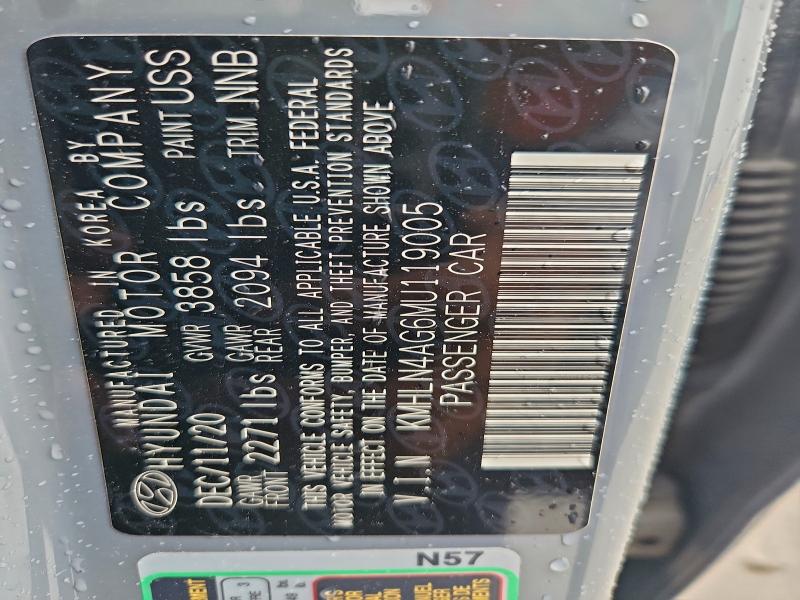 MANUFACTURED IN KOREA BY
HYUNDAI MOTOR COMPANY
DEC/11/20 GVWR 3858 lbs PAINT USS
GAWR FRONT 2271 lbs GAWR REAR 2094 lbs TRIM NNB
THIS VEHICLE CONFORMS TO ALL APPLICABLE U.S.A. FEDERAL
MOTOR VEHICLE SAFETY, BUMPER, AND THEFT PREVENTION STANDARDS
IN EFFECT ON THE DATE OF MANUFACTURE SHOWN ABOVE
V.I.N KMHLN4AG6MU119005
PASSENGER CAR
N57